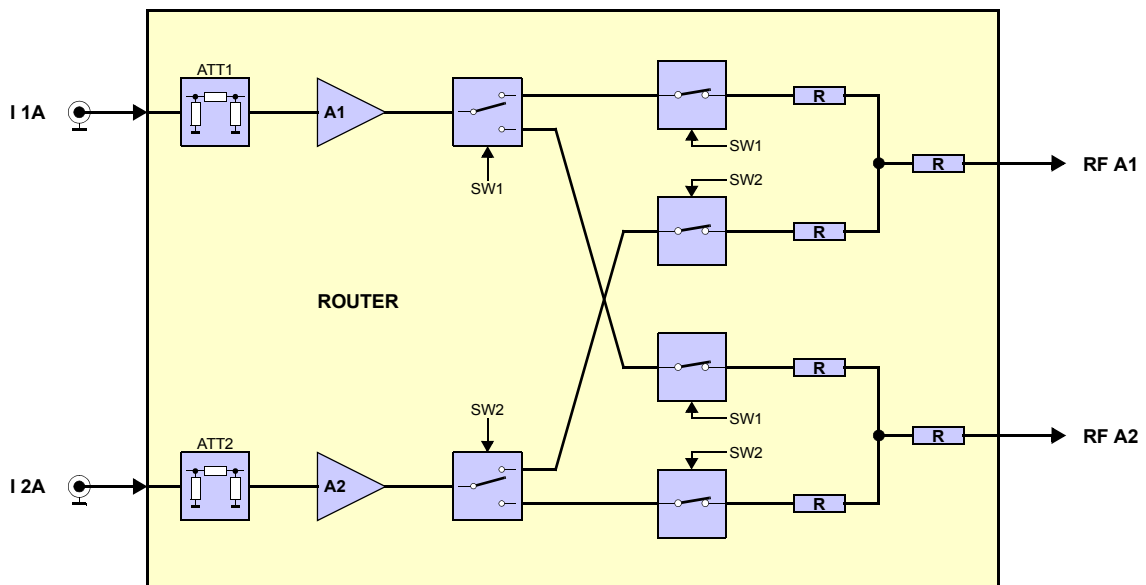 ATT1
I 1A
A1
R
SW1
SW1
RF A1
R
SW2
R
ROUTER
R
SW2
SW1
RF A2
R
ATT2
SW2
I 2A
A2
R